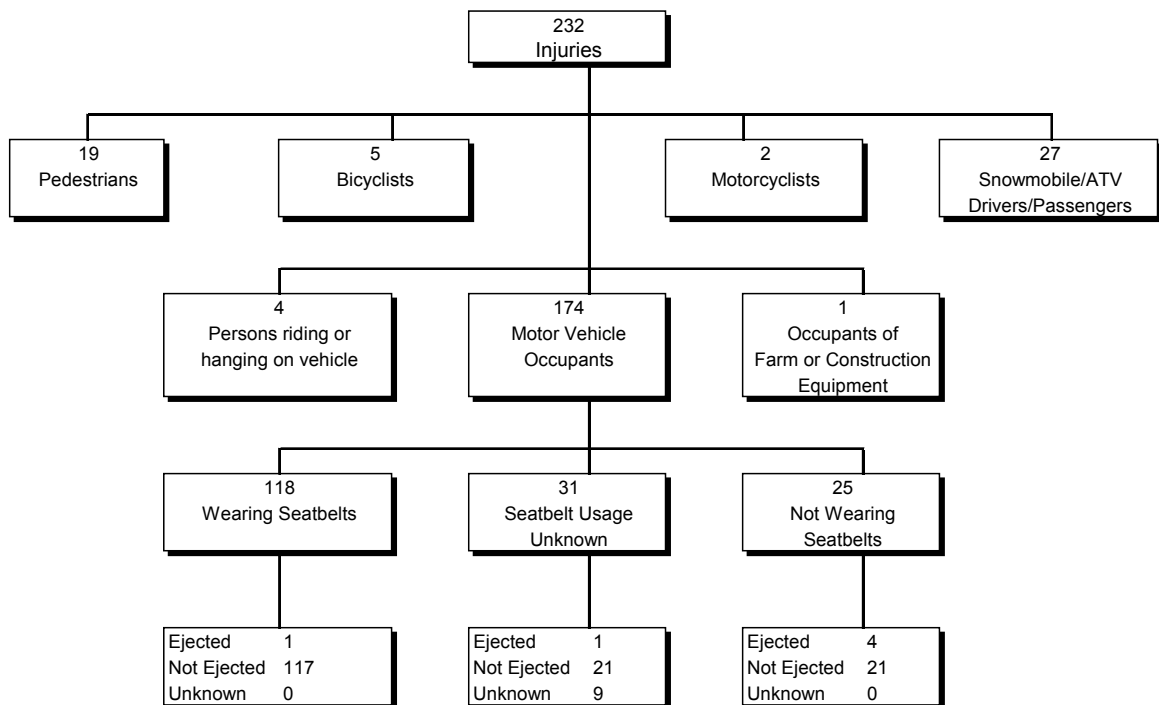 232
Injuries
19
Pedestrians
5
Bicyclists
2
Motorcyclists
27
Snowmobile/ATV
Drivers/Passengers
4
Persons riding or
hanging on vehicle
174
Motor Vehicle
Occupants
1
Occupants of
Farm or Construction
Equipment
118
Wearing Seatbelts
31
Seatbelt Usage
Unknown
25
Not Wearing
Seatbelts
Ejected 1
Not Ejected 117
Unknown 0
Ejected 1
Not Ejected 21
Unknown 9
Ejected 4
Not Ejected 21
Unknown 0